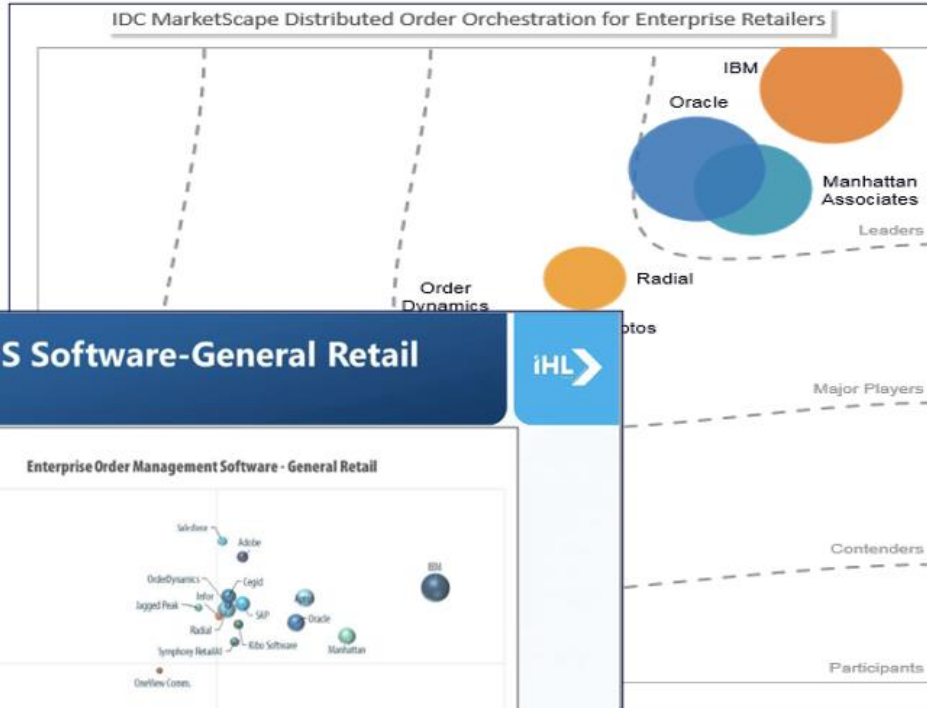 IDC MarketScape Distributed Order Orchestration for Enterprise Retailers
IBM
Oracle
Manhattan
Associates
Leaders
Radial
Order
Dynamics
otos
Major Players
Contenders
Participants
S Software-General Retail
iHL
Enterprise Order Management Software - General Retail
Salesforce
Adobe
IBM
OrderDynamics
Cegid
Infor
Jagged Peak
SAP
Oracle
Radial
Kibo Software
Manhattan
Symphony RetailAI
OneView Comm.